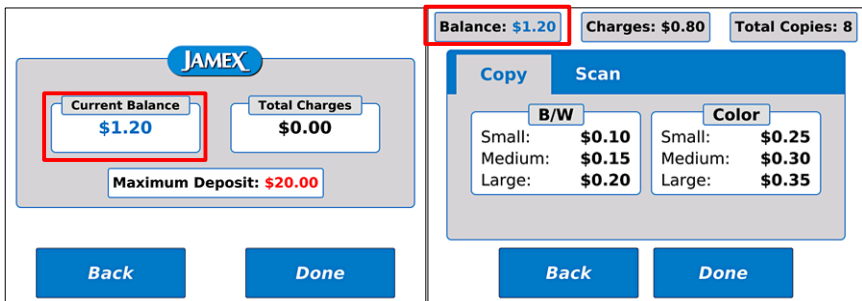 JAMEX
Current Balance
$1.20
Total Charges
$0.00
Maximum Deposit: $20.00
Back
Done
Balance: $1.20
Charges: $0.80
Total Copies: 8
Copy
Scan
B/W
Small: $0.10
Medium: $0.15
Large: $0.20
Color
Small: $0.25
Medium: $0.30
Large: $0.35
Back
Done